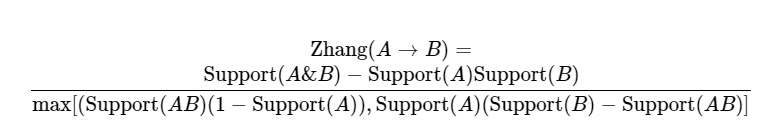 Zhang(A → B) =
Support(A&B) − Support(A)Support(B)
max[(Support(AB)(1 − Support(A)), Support(A)(Support(B) − Support(AB)]